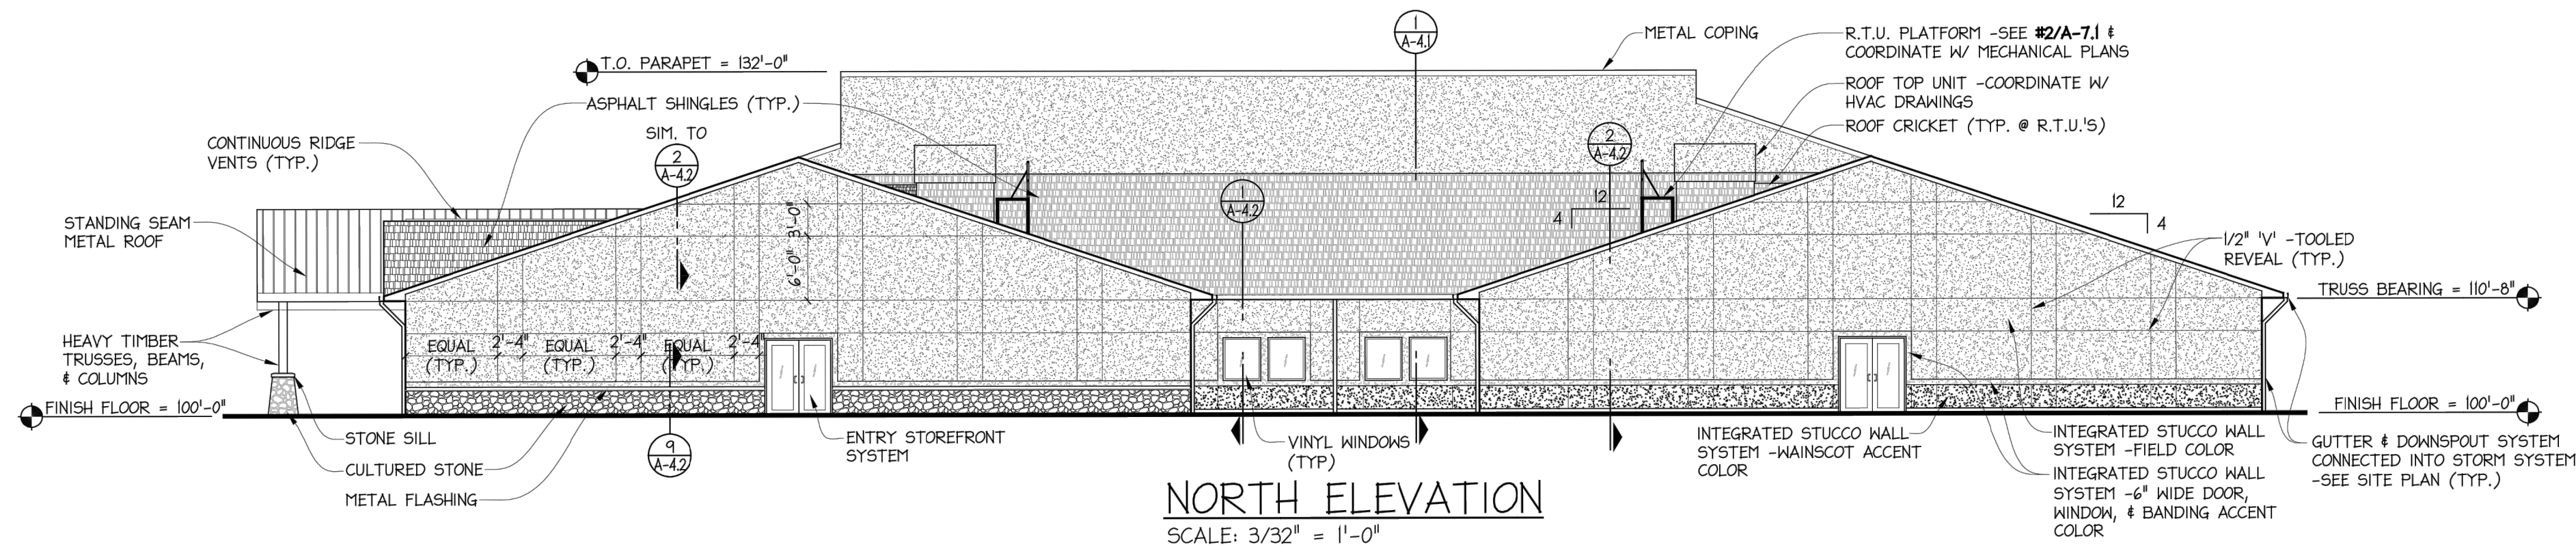 1
A-4.1
METAL COPING
R.T.U. PLATFORM -SEE #2/A-7.1 &
COORDINATE W/ MECHANICAL PLANS
T.O. PARAPET = 132'-0"
ASPHALT SHINGLES (TYP.)
ROOF TOP UNIT -COORDINATE W/
HVAC DRAWINGS
ROOF CRICKET (TYP. @ R.T.U.'S)
SIM. TO
2
A-4.2
CONTINUOUS RIDGE
VENTS (TYP.)
2
A-4.2
1
A-4.2
12
4
12
4
STANDING SEAM
METAL ROOF
3'-0"
6'-0"
1/2" 'V' -TOOLED
REVEAL (TYP.)
TRUSS BEARING = 110'-8"
HEAVY TIMBER
TRUSSES, BEAMS,
& COLUMNS
EQUAL
(TYP.)
2'-4"
EQUAL
(TYP.)
2'-4"
EQUAL
(TYP.)
2'-4"
FINISH FLOOR = 100'-0"
FINISH FLOOR = 100'-0"
STONE SILL
CULTURED STONE
METAL FLASHING
9
A-4.2
ENTRY STOREFRONT
SYSTEM
VINYL WINDOWS
(TYP)
INTEGRATED STUCCO WALL
SYSTEM -WAINSCOT ACCENT
COLOR
INTEGRATED STUCCO WALL
SYSTEM -FIELD COLOR
INTEGRATED STUCCO WALL
SYSTEM -6" WIDE DOOR,
WINDOW, & BANDING ACCENT
COLOR
GUTTER & DOWNSPOUT SYSTEM
CONNECTED INTO STORM SYSTEM
-SEE SITE PLAN (TYP.)
NORTH ELEVATION
SCALE: 3/32" = 1'-0"